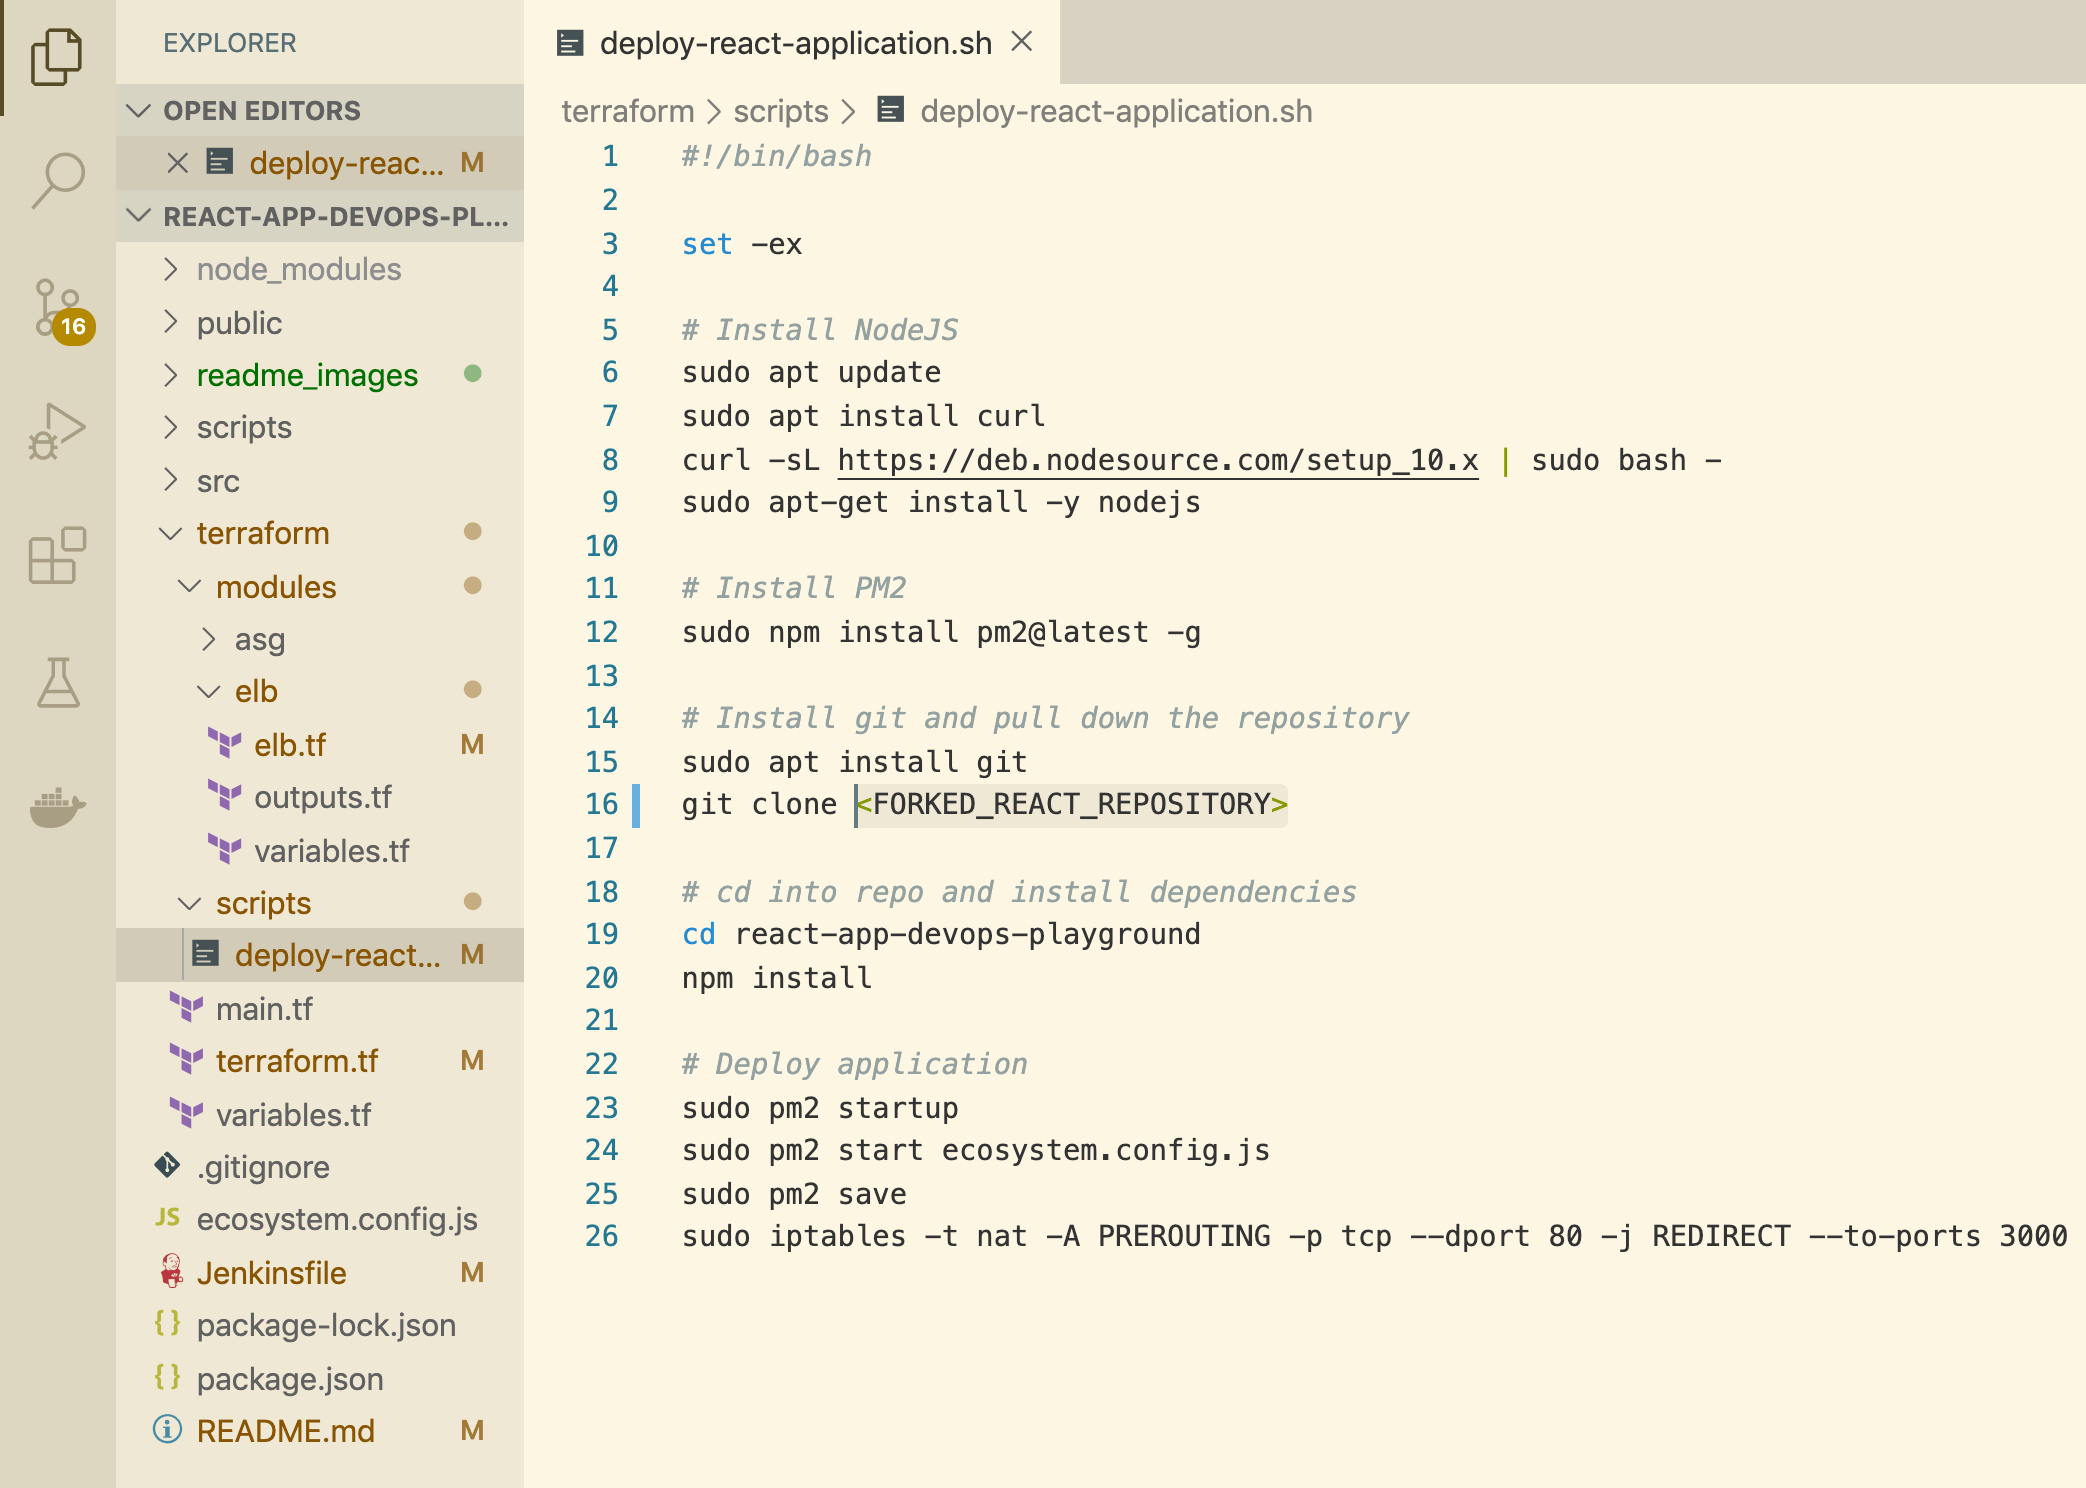 EXPLORER
OPEN EDITORS
deploy-reac... M
REACT-APP-DEVOPS-PL...
node_modules
public
16
readme_images
scripts
src
terraform
modules
asg
elb
elb.tf M
outputs.tf
variables.tf
scripts
deploy-react... M
main.tf
terraform.tf M
variables.tf
.gitignore
JS ecosystem.config.js
Jenkinsfile M
{} package-lock.json
{} package.json
README.md M
deploy-react-application.sh
terraform > scripts > deploy-react-application.sh
1 #!/bin/bash
2
3 set -ex
4
5 # Install NodeJS
6 sudo apt update
7 sudo apt install curl
8 curl -sL https://deb.nodesource.com/setup_10.x | sudo bash -
9 sudo apt-get install -y nodejs
10
11 # Install PM2
12 sudo npm install pm2@latest -g
13
14 # Install git and pull down the repository
15 sudo apt install git
16 git clone <FORKED_REACT_REPOSITORY>
17
18 # cd into repo and install dependencies
19 cd react-app-devops-playground
20 npm install
21
22 # Deploy application
23 sudo pm2 startup
24 sudo pm2 start ecosystem.config.js
25 sudo pm2 save
26 sudo iptables -t nat -A PREROUTING -p tcp --dport 80 -j REDIRECT --to-ports 3000